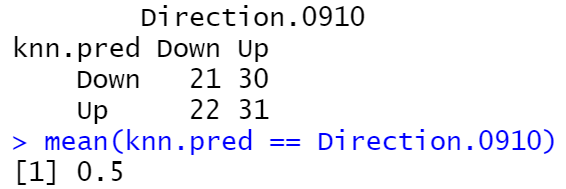 Direction.0910
knn.pred Down Up
Down 21 30
Up 22 31
> mean(knn.pred == Direction.0910)
[1] 0.5